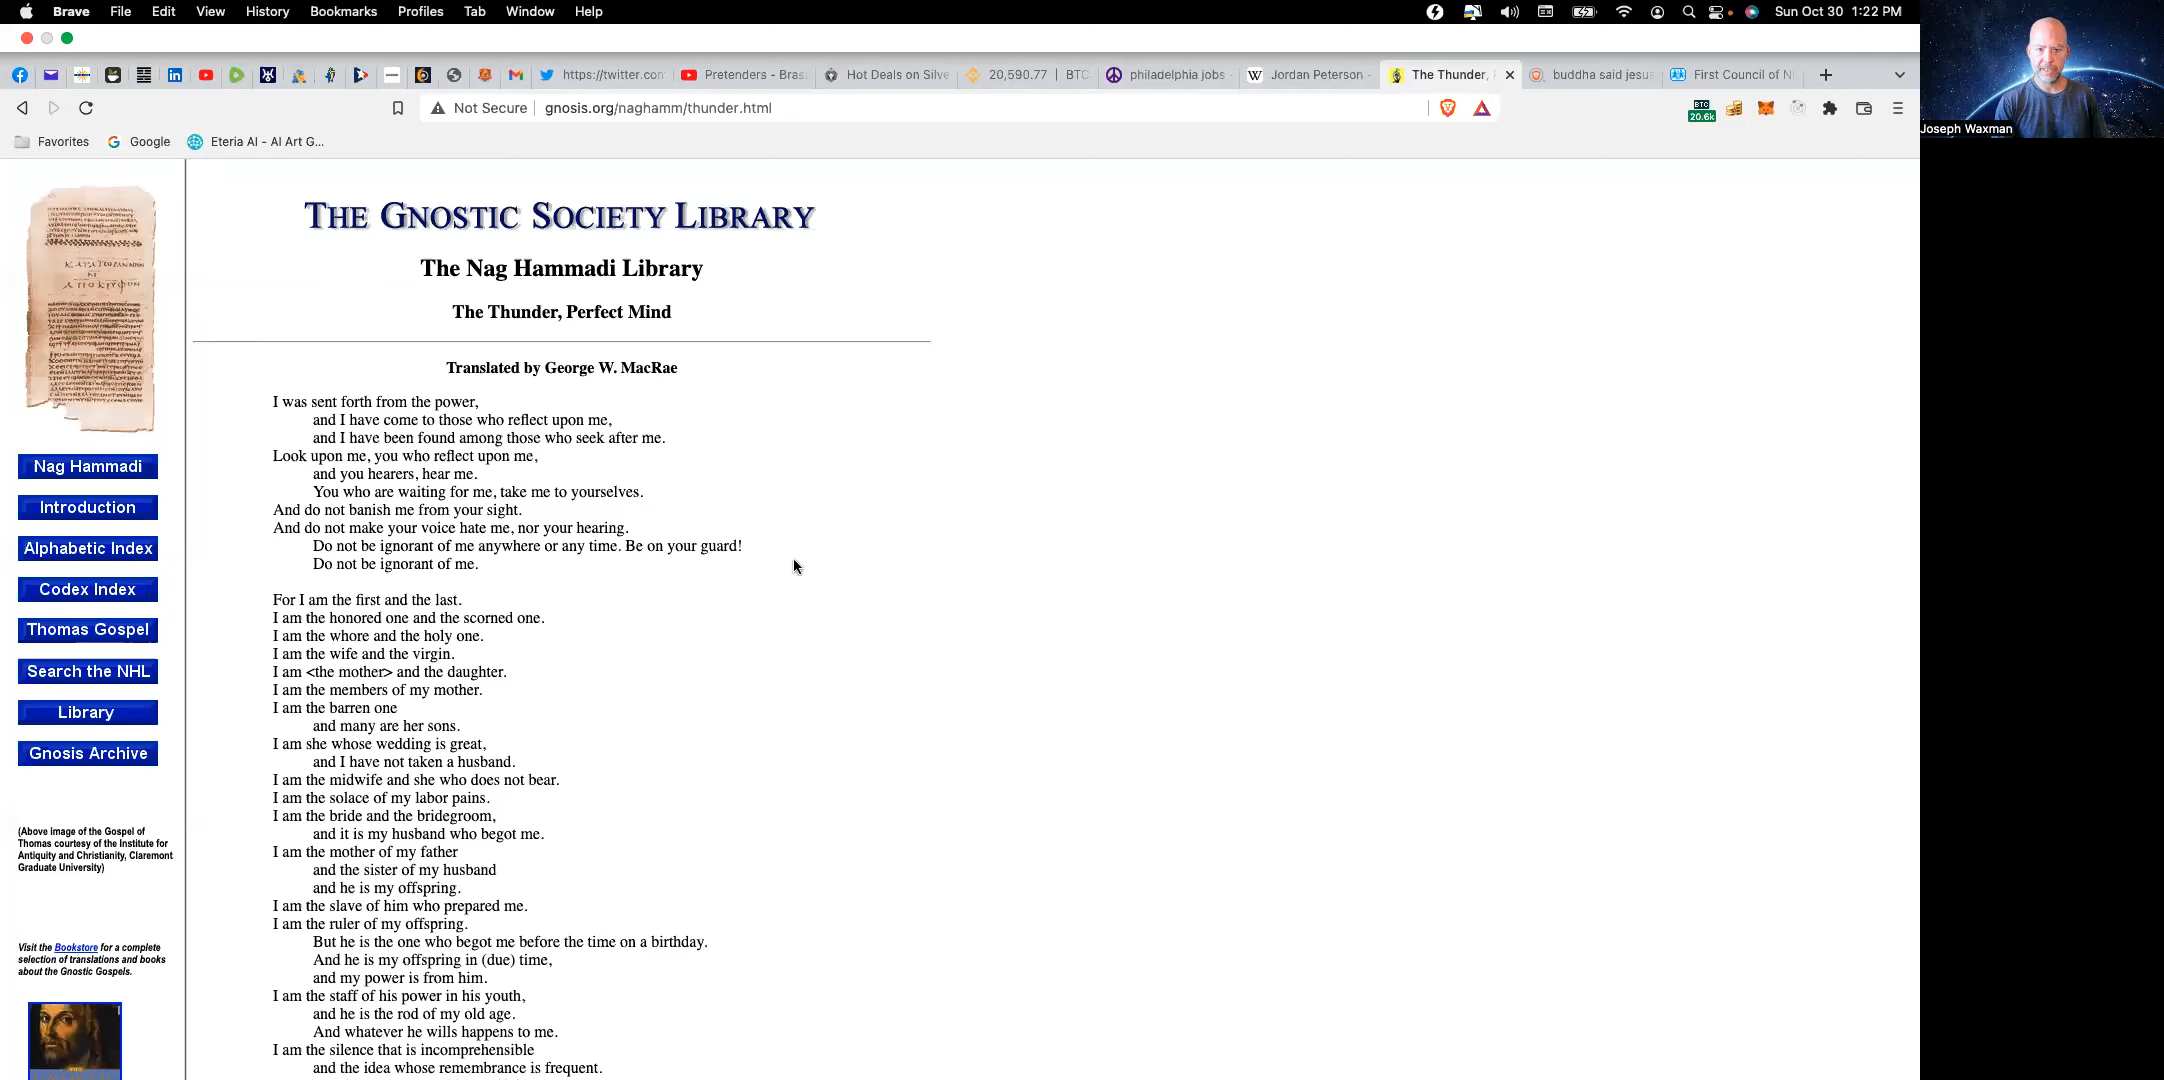 Brave File Edit View History Bookmarks Profiles Tab Window Help Sun Oct 30 1:22 PM
https://twitter.con Pretenders - Bras Hot Deals on Silve 20,590.77 | BTC philadelphia jobs - Jordan Peterson - The Thunder, buddha said jesus First Council of Ni
Not Secure gnosis.org/naghamm/thunder.html BTC 20.6k
Favorites Google Eteria AI - AI Art G...
Joseph Waxman
THE GNOSTIC SOCIETY LIBRARY
The Nag Hammadi Library
The Thunder, Perfect Mind
Translated by George W. MacRae
I was sent forth from the power,
and I have come to those who reflect upon me,
and I have been found among those who seek after me.
Look upon me, you who reflect upon me,
and you hearers, hear me.
You who are waiting for me, take me to yourselves.
And do not banish me from your sight.
And do not make your voice hate me, nor your hearing.
Do not be ignorant of me anywhere or any time. Be on your guard!
Do not be ignorant of me.
For I am the first and the last.
I am the honored one and the scorned one.
I am the whore and the holy one.
I am the wife and the virgin.
I am <the mother> and the daughter.
I am the members of my mother.
I am the barren one
and many are her sons.
I am she whose wedding is great,
and I have not taken a husband.
I am the midwife and she who does not bear.
I am the solace of my labor pains.
I am the bride and the bridegroom,
and it is my husband who begot me.
I am the mother of my father
and the sister of my husband
and he is my offspring.
I am the slave of him who prepared me.
I am the ruler of my offspring.
But he is the one who begot me before the time on a birthday.
And he is my offspring in (due) time,
and my power is from him.
I am the staff of his power in his youth,
and he is the rod of my old age.
And whatever he wills happens to me.
I am the silence that is incomprehensible
and the idea whose remembrance is frequent.
Nag Hammadi
Introduction
Alphabetic Index
Codex Index
Thomas Gospel
Search the NHL
Library
Gnosis Archive
(Above image of the Gospel of
Thomas courtesy of the Institute for
Antiquity and Christianity, Claremont
Graduate University)
Visit the Bookstore for a complete
selection of translations and books
about the Gnostic Gospels.